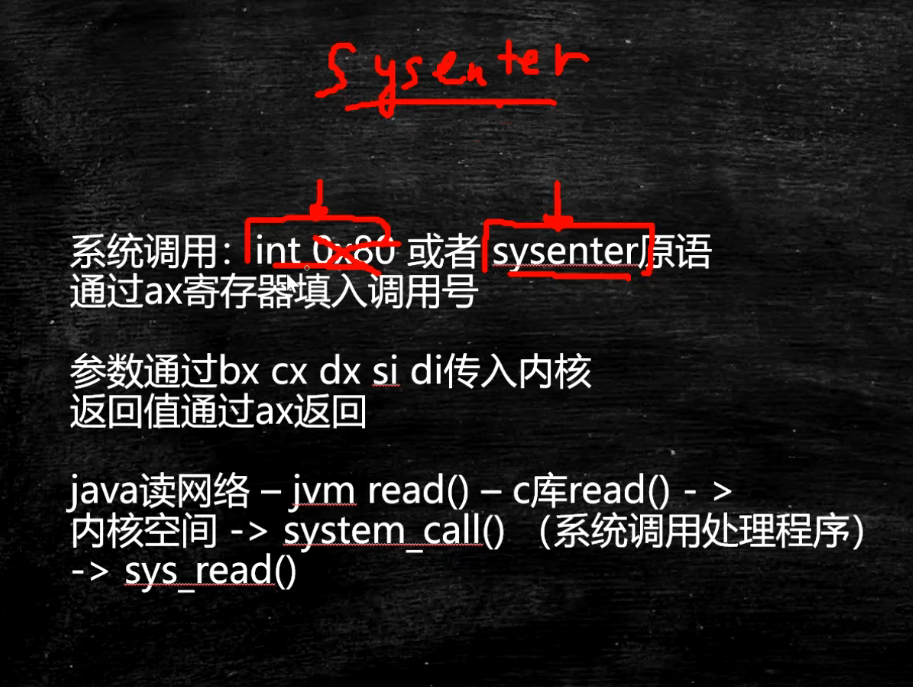 sysenter
系统调用：int 0x80 或者 sysenter原语
通过ax寄存器填入调用号
参数通过bx cx dx si di传入内核
返回值通过ax返回
java读网络 – jvm read() – c库read() - >
内核空间 -> system_call() （系统调用处理程序）
-> sys_read()